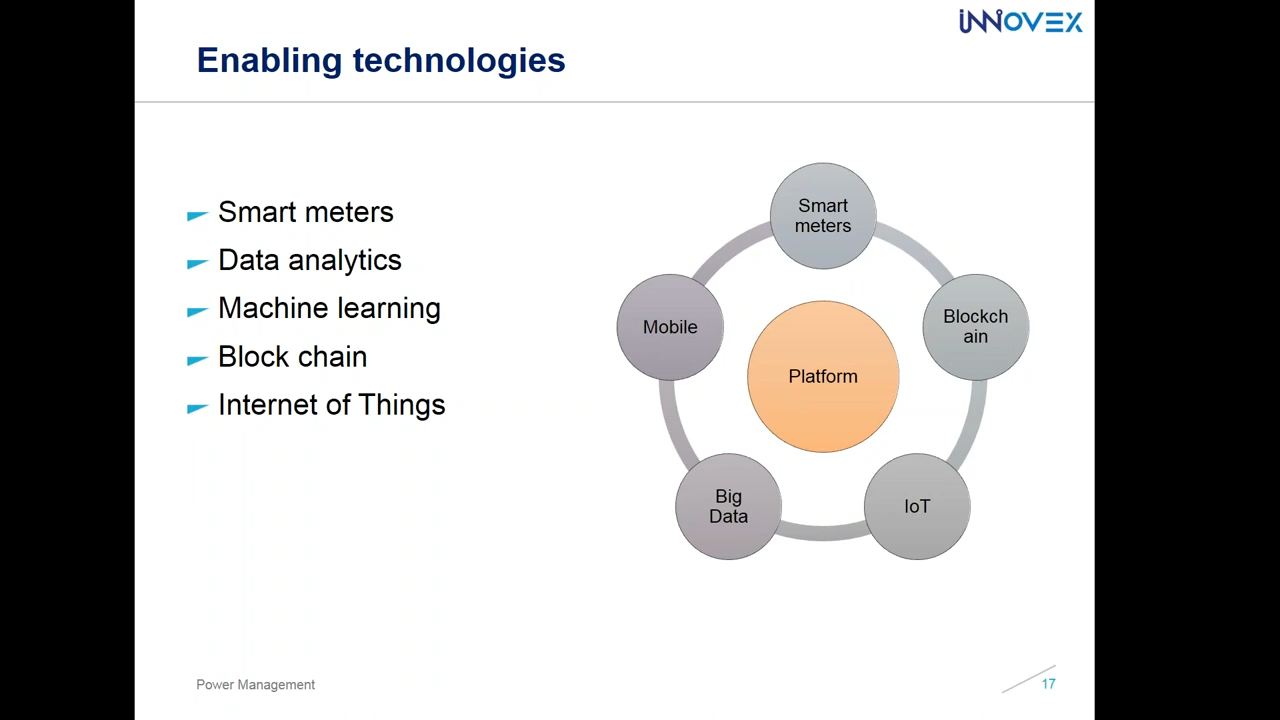 INNOVEX
Enabling technologies
Smart meters
Data analytics
Machine learning
Block chain
Internet of Things
Smart
meters
Blockch
ain
IoT
Big
Data
Mobile
Platform
Power Management
17